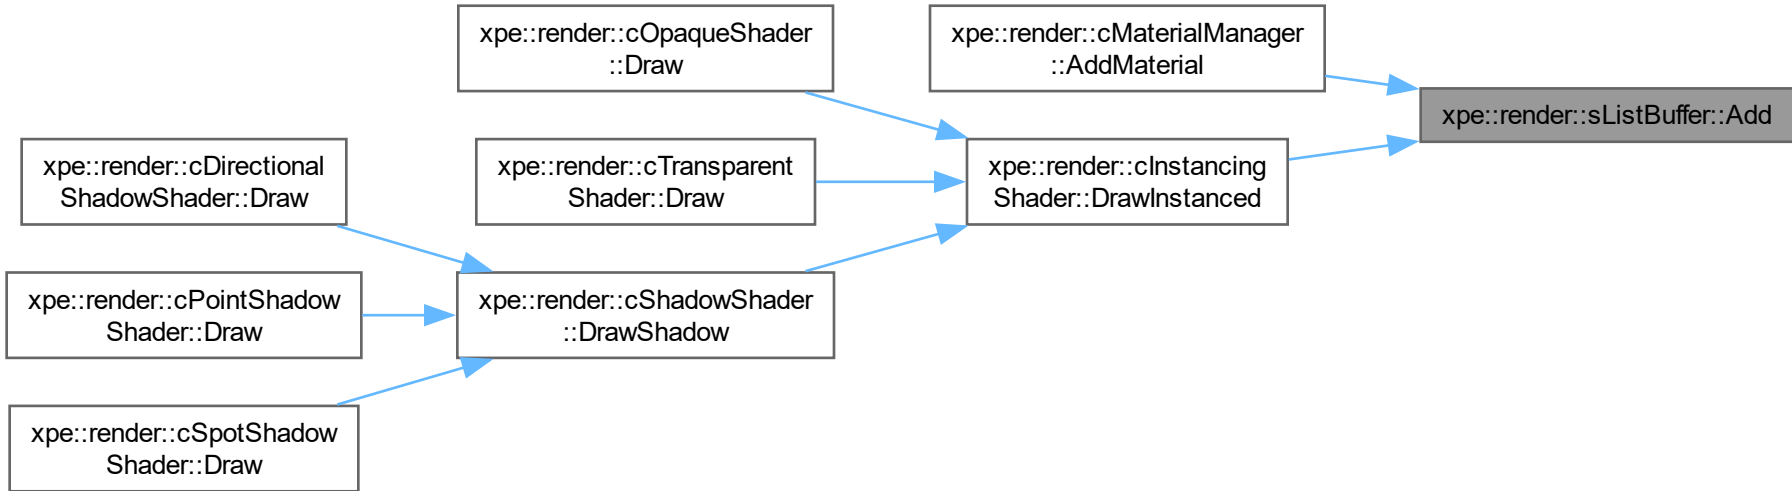 xpe::render::cOpaqueShader
::Draw
xpe::render::cMaterialManager
::AddMaterial
xpe::render::sListBuffer::Add
xpe::render::cDirectional
ShadowShader::Draw
xpe::render::cTransparent
Shader::Draw
xpe::render::cInstancing
Shader::DrawInstanced
xpe::render::cPointShadow
Shader::Draw
xpe::render::cShadowShader
::DrawShadow
xpe::render::cSpotShadow
Shader::Draw